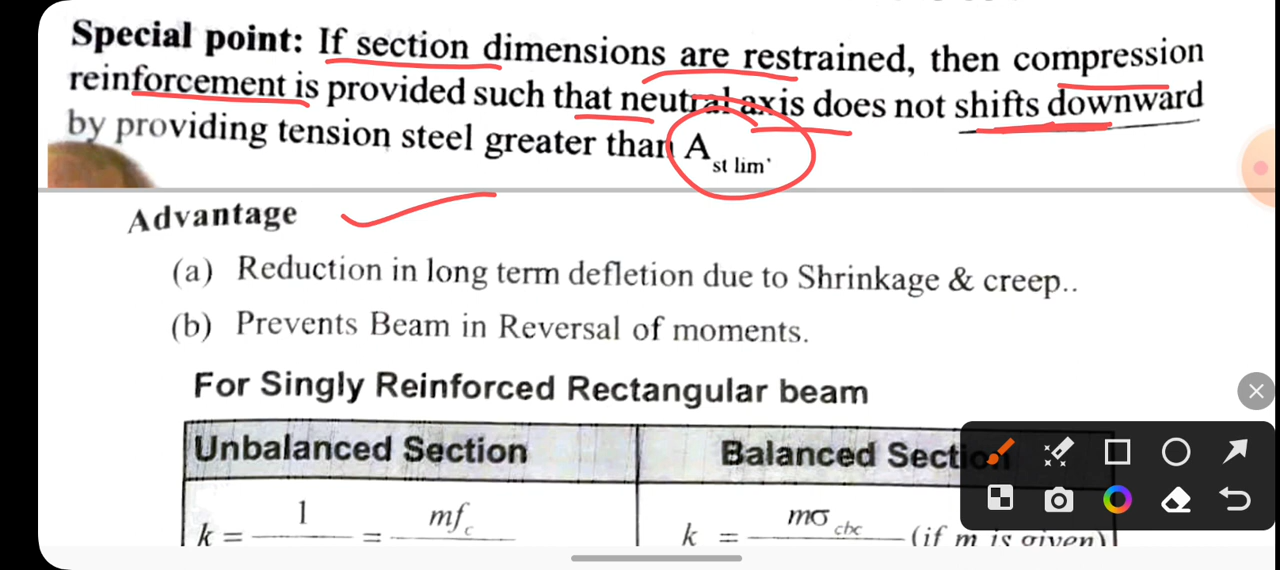 Special point: If section dimensions are restrained, then compression
reinforcement is provided such that neutral axis does not shifts downward
by providing tension steel greater than A st lim.
Advantage
(a) Reduction in long term defletion due to Shrinkage & creep..
(b) Prevents Beam in Reversal of moments.
For Singly Reinforced Rectangular beam
Unbalanced Section Balanced Section
k = 1 = mf c k = mσ cbc (if m is given)